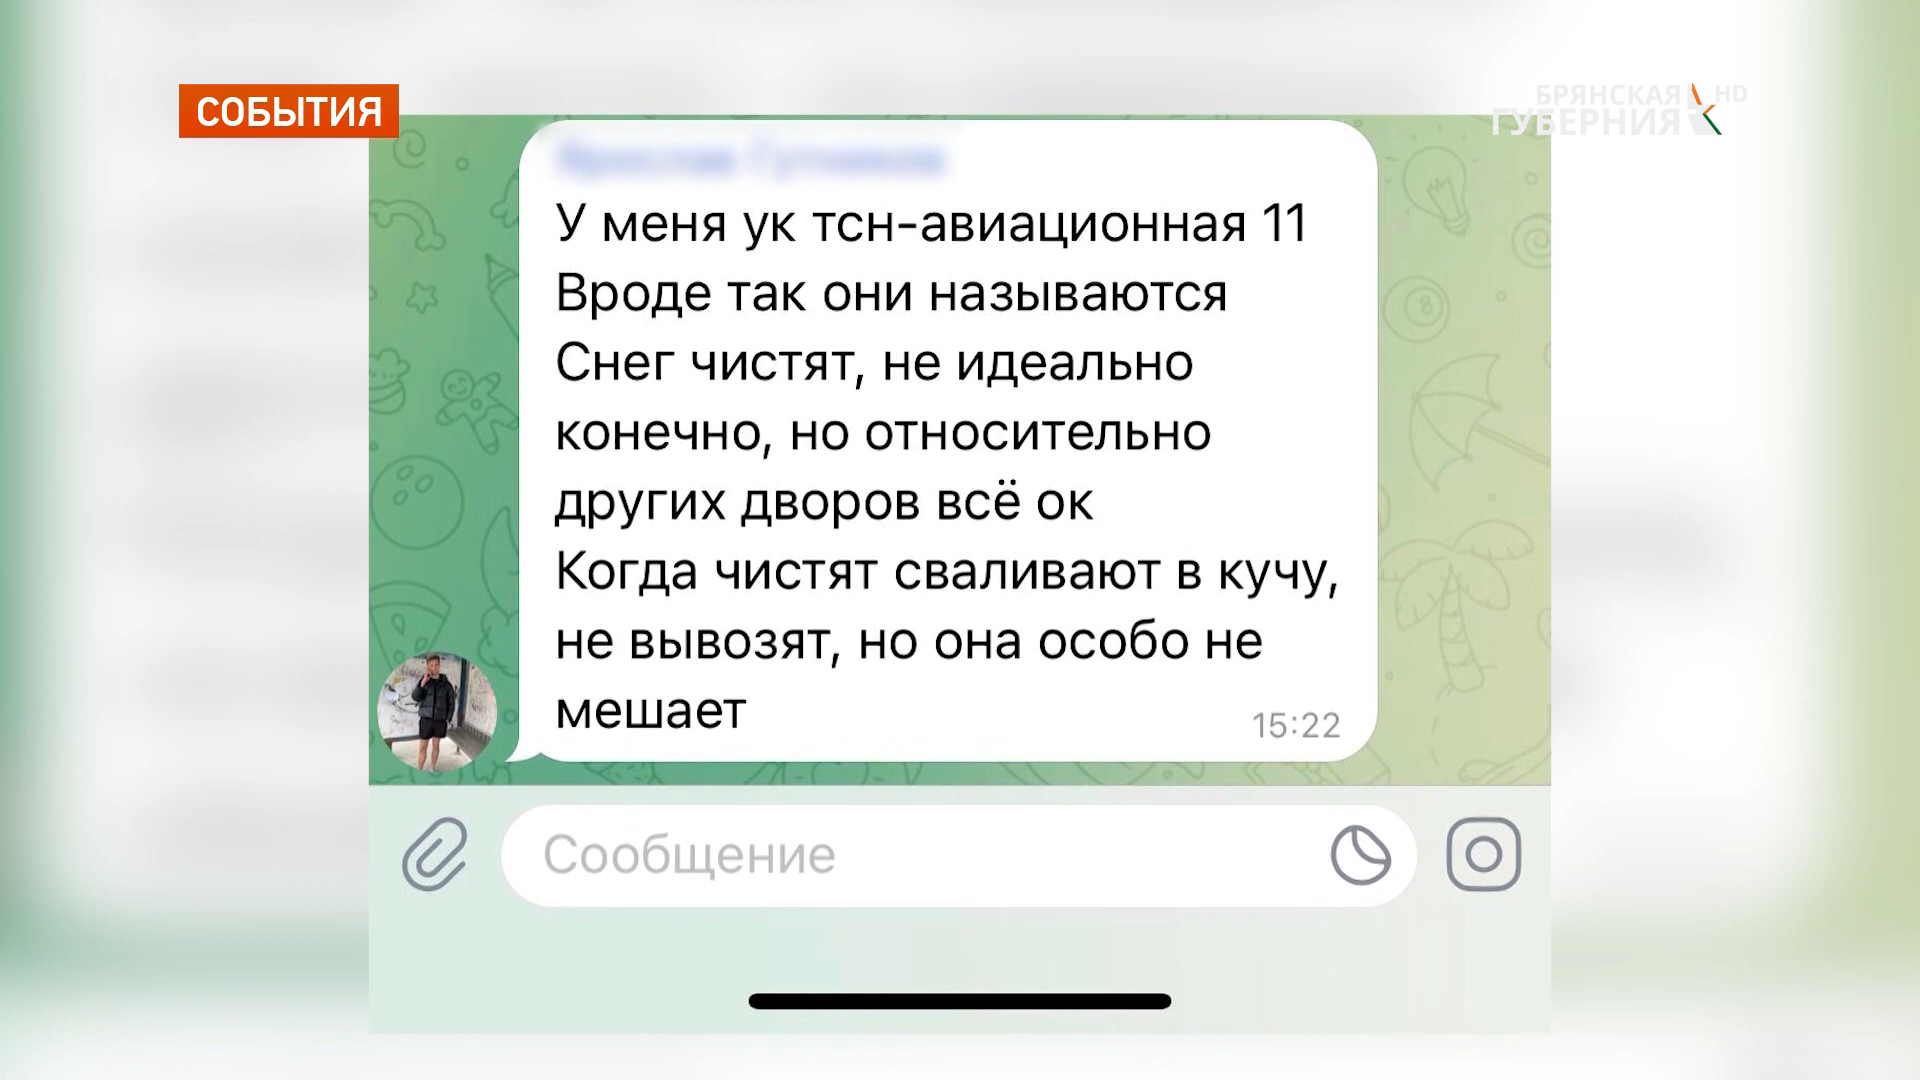 СОБЫТИЯ
БРЯНСКАЯ HD
ГУБЕРНИЯ
У меня ук тсн-авиационная 11
Вроде так они называются
Снег чистят, не идеально
конечно, но относительно
других дворов всё ок
Когда чистят сваливают в кучу,
не вывозят, но она особо не
мешает
15:22
Сообщение